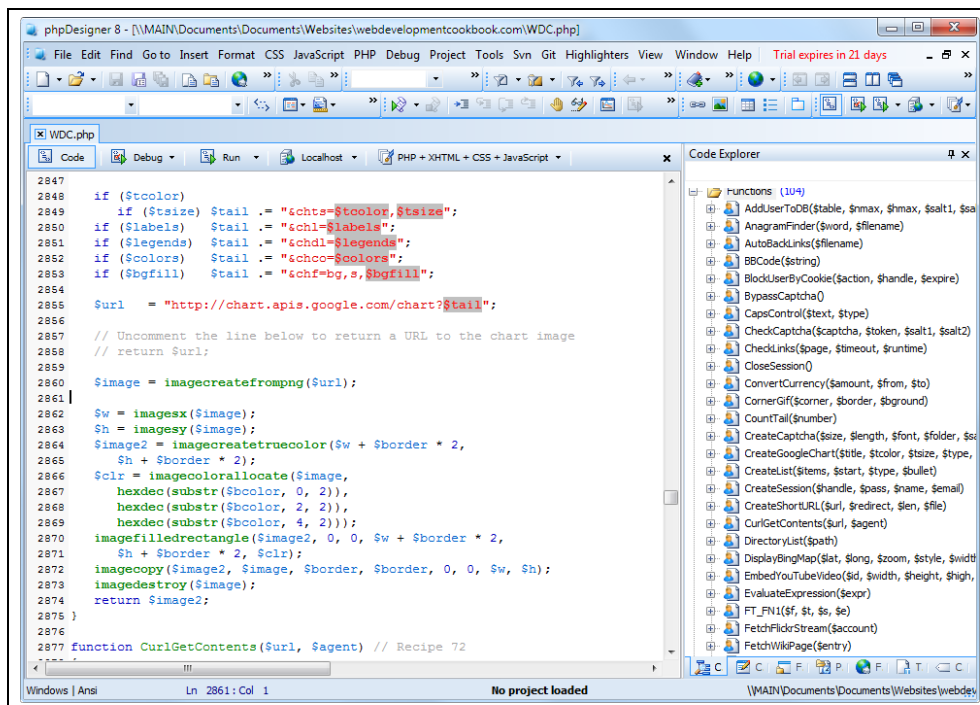 phpDesigner 8 - [\\MAIN\Documents\Documents\Websites\webdevelopmentcookbook.com\WDC.php]
File Edit Find Go to Insert Format CSS JavaScript PHP Debug Project Tools Svn Git Highlighters View Window Help Trial expires in 21 days
WDC.php
Code Debug Run Localhost PHP + XHTML + CSS + JavaScript
2847
2848 if ($tcolor)
2849 if ($tsize) $tail .= "&chts=$tcolor,$tsize";
2850 if ($labels) $tail .= "&chl=$labels";
2851 if ($legends) $tail .= "&chdl=$legends";
2852 if ($colors) $tail .= "&chco=$colors";
2853 if ($bgfill) $tail .= "&chf=bg,s,$bgfill";
2854
2855 $url = "http://chart.apis.google.com/chart?$tail";
2856
2857 // Uncomment the line below to return a URL to the chart image
2858 // return $url;
2859
2860 $image = imagecreatefrompng($url);
2861
2862 $w = imagesx($image);
2863 $h = imagesy($image);
2864 $image2 = imagecreatetruecolor($w + $border * 2,
2865 $h + $border * 2);
2866 $clr = imagecolorallocate($image,
2867 hexdec(substr($bcolor, 0, 2)),
2868 hexdec(substr($bcolor, 2, 2)),
2869 hexdec(substr($bcolor, 4, 2)));
2870 imagefilledrectangle($image2, 0, 0, $w + $border * 2,
2871 $h + $border * 2, $clr);
2872 imagecopy($image2, $image, $border, $border, 0, 0, $w, $h);
2873 imagedestroy($image);
2874 return $image2;
2875 }
2876
2877 function CurlGetContents($url, $agent) // Recipe 72
Code Explorer
Functions (104)
AddUserToDB($table, $nmax, $hmax, $salt1, $sa
AnagramFinder($word, $filename)
AutoBackLinks($filename)
BBCode($string)
BlockUserByCookie($action, $handle, $expire)
BypassCaptcha()
CapsControl($text, $type)
CheckCaptcha($captcha, $token, $salt1, $salt2)
CheckLinks($page, $timeout, $runtime)
CloseSession()
ConvertCurrency($amount, $from, $to)
CornerGif($corner, $border, $bground)
CountTail($number)
CreateCaptcha($size, $length, $font, $folder, $sa
CreateGoogleChart($title, $tcolor, $tsize, $type,
CreateList($items, $start, $type, $bullet)
CreateSession($handle, $pass, $name, $email)
CreateShortURL($url, $redirect, $len, $file)
CurlGetContents($url, $agent)
DirectoryList($path)
DisplayBingMap($lat, $long, $zoom, $style, $width
EmbedYouTubeVideo($id, $width, $height, $high,
EvaluateExpression($expr)
FT_FN1($f, $t, $s, $e)
FetchFlickrStream($account)
FetchWikiPage($entry)
C C F P F T C
Windows | Ansi Ln 2861 : Col 1 No project loaded \\MAIN\Documents\Documents\Websites\webdev